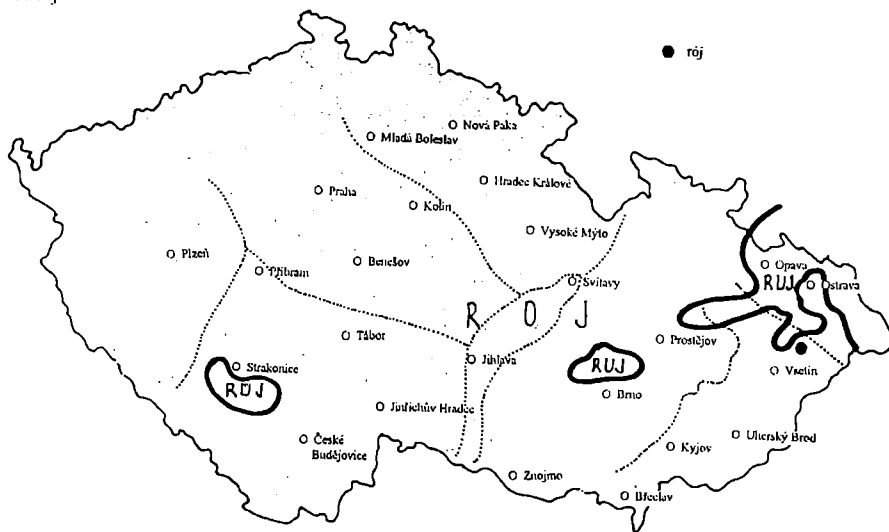 ● rój
Nová Paka
Mladá Boleslav
Hradec Králové
Praha
Kolín
Vysoké Mýto
Plzeň
Benešov
Příbram
Opava
RUJ
Ostrava
Svitavy
R O J
Tábor
Prostějov
Jihlava
Strakonice
RŮJ
RUJ
Vsetín
Brno
Jindřichův Hradec
Uherský Brod
České
Budějovice
Kyjov
Znojmo
Břeclav